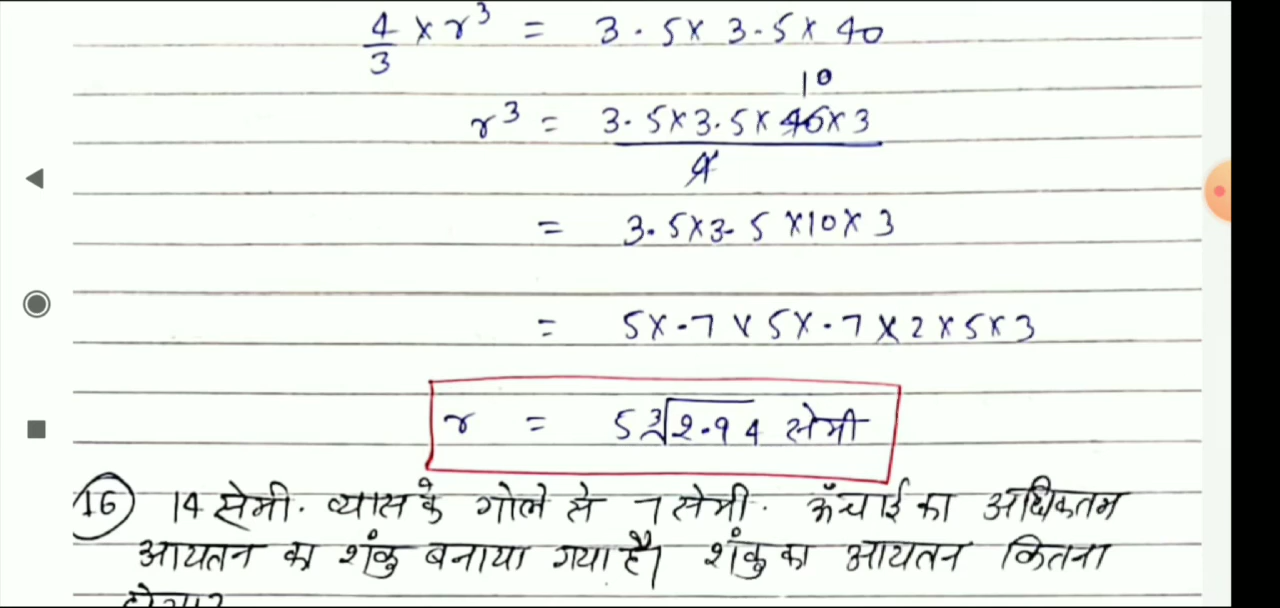 4/3 × r³ = 3.5 × 3.5 × 40
10
r³ = 3.5 × 3.5 × 40 × 3
4
= 3.5 × 3.5 × 10 × 3
= 5 × .7 × 5 × .7 × 2 × 5 × 3
r = 5 ∛2.94 सेमी
16 14 सेमी. व्यास के गोले से 7 सेमी. ऊँचाई का अधिकतम
आयतन का शंकु बनाया गया है। शंकु का आयतन कितना